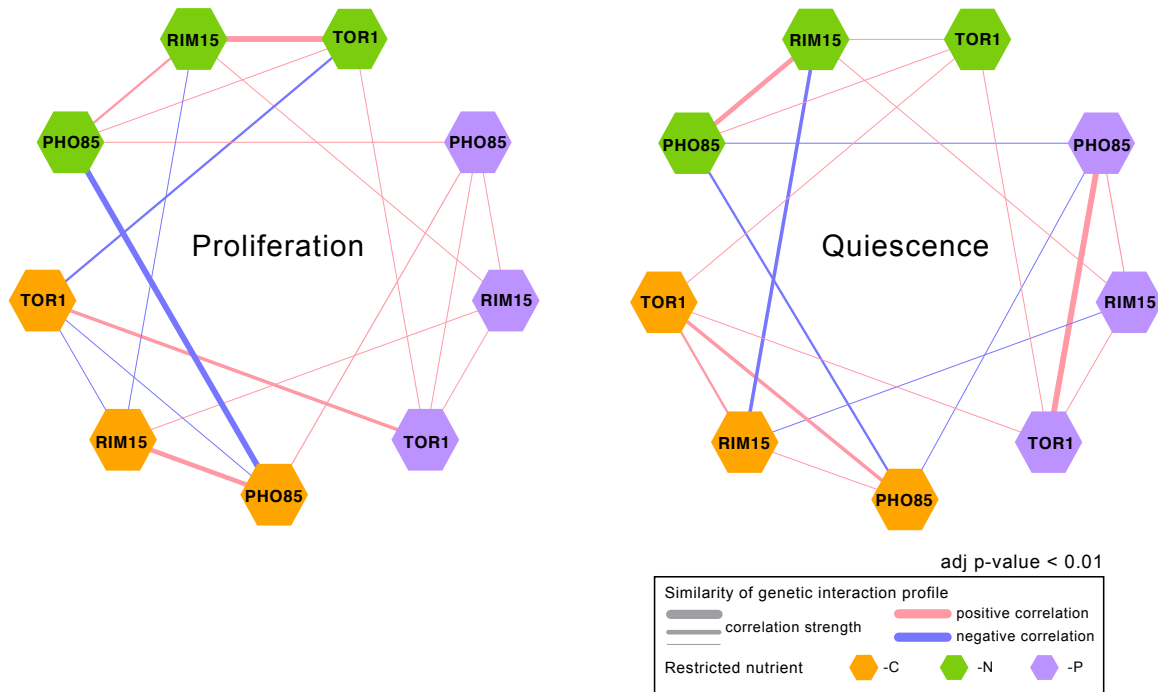 RIM15 TOR1
PHO85 PHO85
Proliferation
TOR1 RIM15
RIM15 TOR1
PHO85
RIM15 TOR1
PHO85 PHO85
Quiescence
TOR1 RIM15
RIM15 TOR1
PHO85
adj p-value < 0.01
Similarity of genetic interaction profile
correlation strength
positive correlation
negative correlation
Restricted nutrient -C -N -P